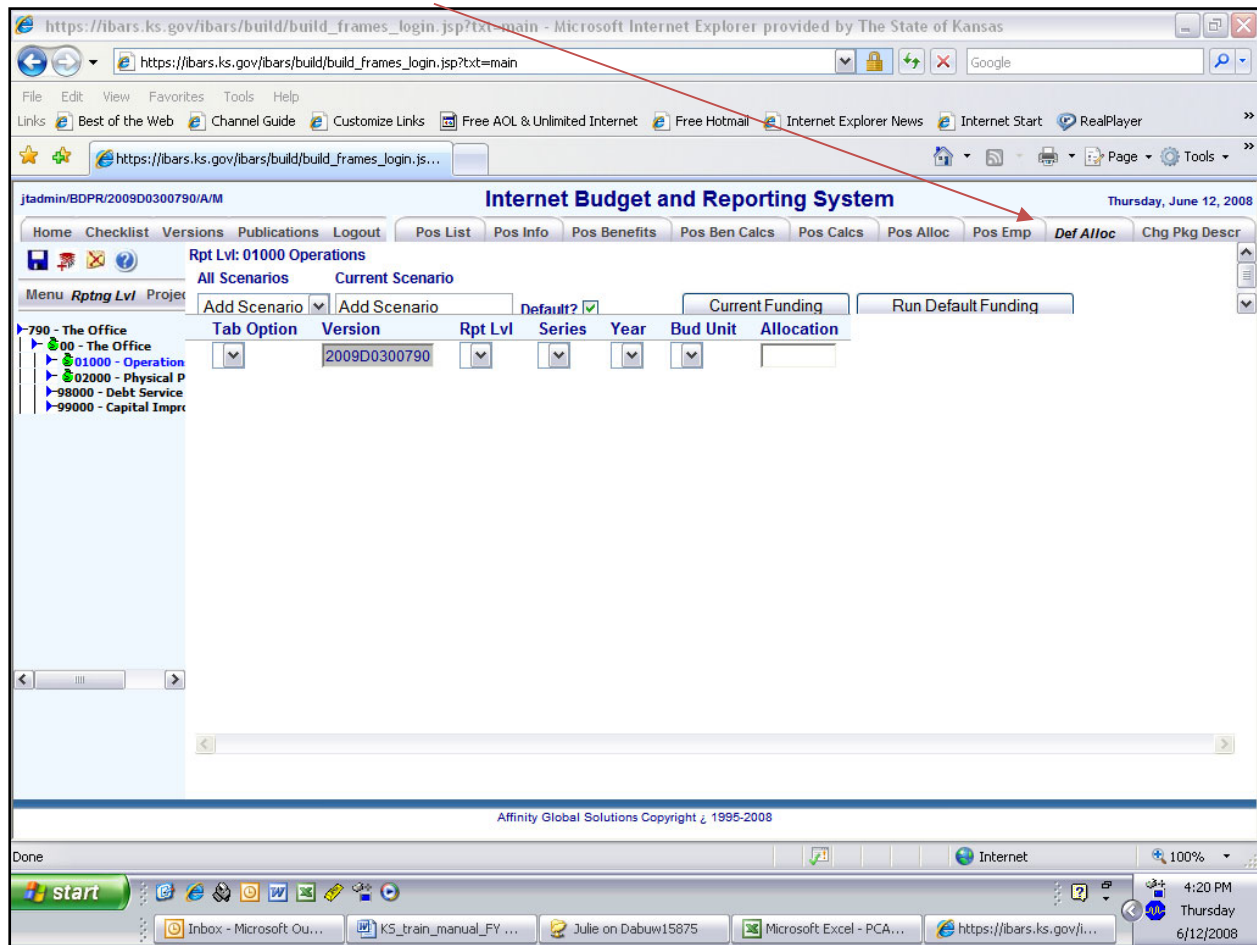 https://ibars.ks.gov/ibars/build/build_frames_login.jsp?txt=main - Microsoft Internet Explorer provided by The State of Kansas
https://ibars.ks.gov/ibars/build/build_frames_login.jsp?txt=main
Google
File Edit View Favorites Tools Help
Links Best of the Web Channel Guide Customize Links Free AOL & Unlimited Internet Free Hotmail Internet Explorer News Internet Start RealPlayer
https://ibars.ks.gov/ibars/build/build_frames_login.js...
Page Tools
jtadmin/BDPR/2009D0300790/A/M
Internet Budget and Reporting System
Thursday, June 12, 2008
Home Checklist Versions Publications Logout Pos List Pos Info Pos Benefits Pos Ben Calcs Pos Calcs Pos Alloc Pos Emp Def Alloc Chg Pkg Descr
Rpt Lvl: 01000 Operations
All Scenarios Current Scenario
Menu Rptng Lvl Projec
Add Scenario Add Scenario Default? Current Funding Run Default Funding
Tab Option Version Rpt Lvl Series Year Bud Unit Allocation
2009D0300790
790 - The Office
00 - The Office
01000 - Operation
02000 - Physical P
98000 - Debt Service
99000 - Capital Impro
Affinity Global Solutions Copyright ¿ 1995-2008
Done
Internet
100%
start
4:20 PM
Thursday
6/12/2008
Inbox - Microsoft Ou...
KS_train_manual_FY ...
Julie on Dabuw15875
Microsoft Excel - PCA...
https://ibars.ks.gov/i...